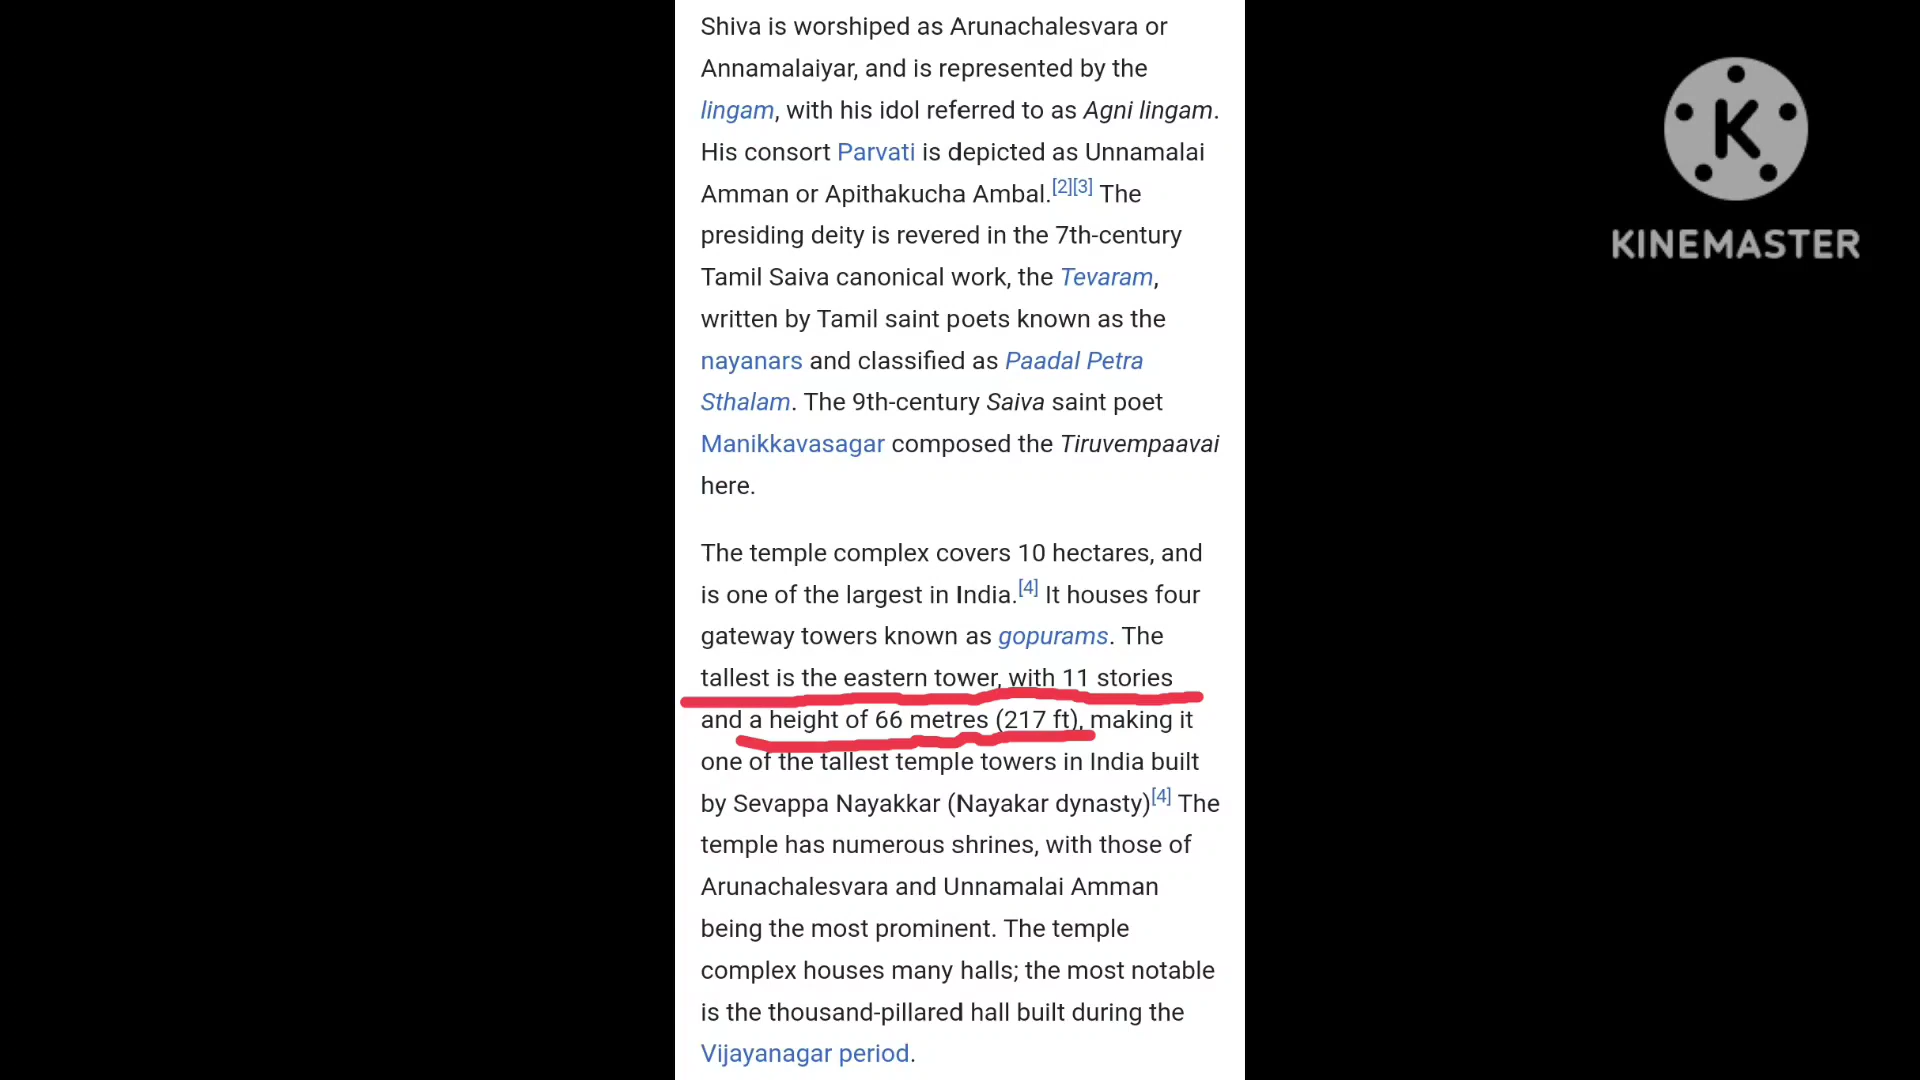 Shiva is worshiped as Arunachalesvara or
Annamalaiyar, and is represented by the
lingam, with his idol referred to as Agni lingam.
His consort Parvati is depicted as Unnamalai
Amman or Apithakucha Ambal.[2][3] The
presiding deity is revered in the 7th-century
Tamil Saiva canonical work, the Tevaram,
written by Tamil saint poets known as the
nayanars and classified as Paadal Petra
Sthalam. The 9th-century Saiva saint poet
Manikkavasagar composed the Tiruvempaavai
here.
The temple complex covers 10 hectares, and
is one of the largest in India.[4] It houses four
gateway towers known as gopurams. The
tallest is the eastern tower, with 11 stories
and a height of 66 metres (217 ft), making it
one of the tallest temple towers in India built
by Sevappa Nayakkar (Nayakar dynasty)[4] The
temple has numerous shrines, with those of
Arunachalesvara and Unnamalai Amman
being the most prominent. The temple
complex houses many halls; the most notable
is the thousand-pillared hall built during the
Vijayanagar period.
K
KINEMASTER